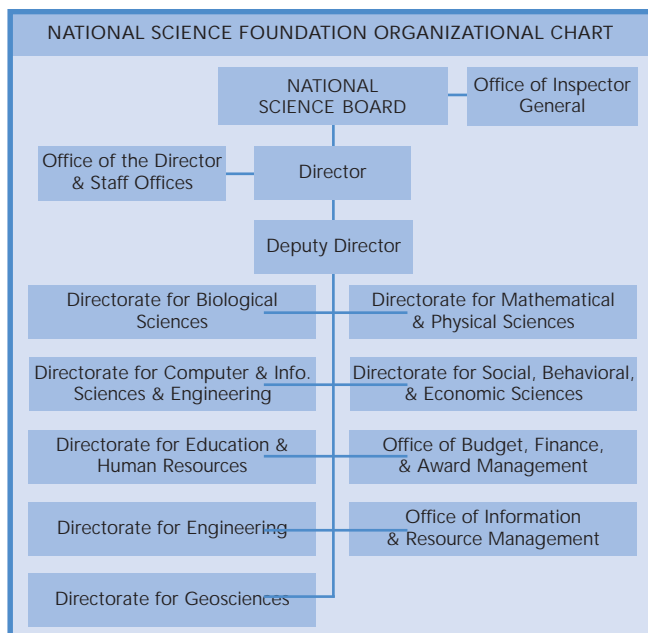 NATIONAL SCIENCE FOUNDATION ORGANIZATIONAL CHART
NATIONAL
SCIENCE BOARD
Office of Inspector
General
Office of the Director
& Staff Offices
Director
Deputy Director
Directorate for Biological
Sciences
Directorate for Mathematical
& Physical Sciences
Directorate for Computer & Info.
Sciences & Engineering
Directorate for Social, Behavioral,
& Economic Sciences
Directorate for Education &
Human Resources
Office of Budget, Finance,
& Award Management
Directorate for Engineering
Office of Information
& Resource Management
Directorate for Geosciences